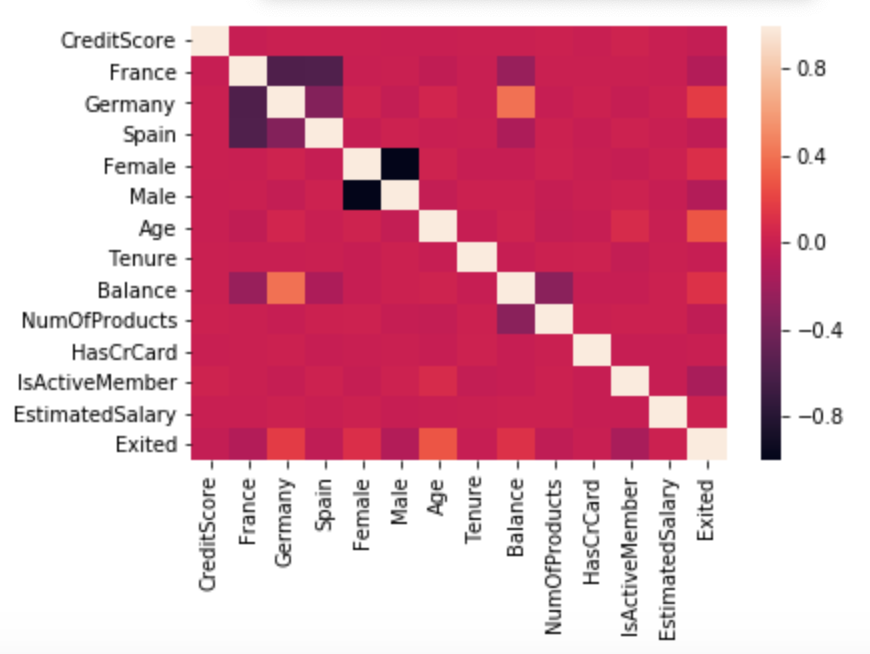 CreditScore
France
Germany
Spain
Female
Male
Age
Tenure
Balance
NumOfProducts
HasCrCard
IsActiveMember
EstimatedSalary
Exited
0.8
0.4
0.0
−0.4
−0.8
CreditScore
France
Germany
Spain
Female
Male
Age
Tenure
Balance
NumOfProducts
HasCrCard
IsActiveMember
EstimatedSalary
Exited